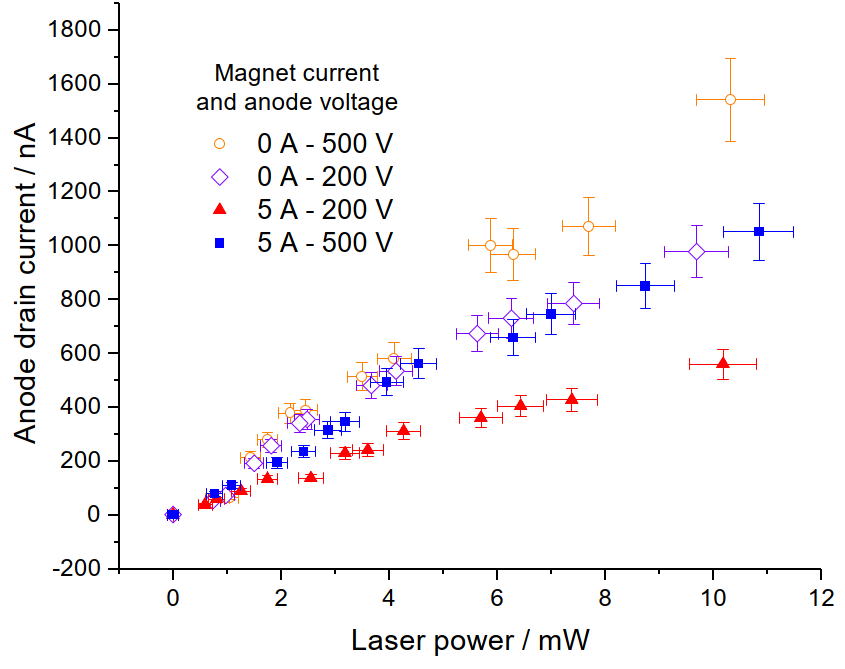 1800
1600
1400
1200
1000
800
600
400
200
0
-200
Anode drain current / nA
Magnet current
and anode voltage
0 A - 500 V
0 A - 200 V
5 A - 200 V
5 A - 500 V
0 2 4 6 8 10 12
Laser power / mW